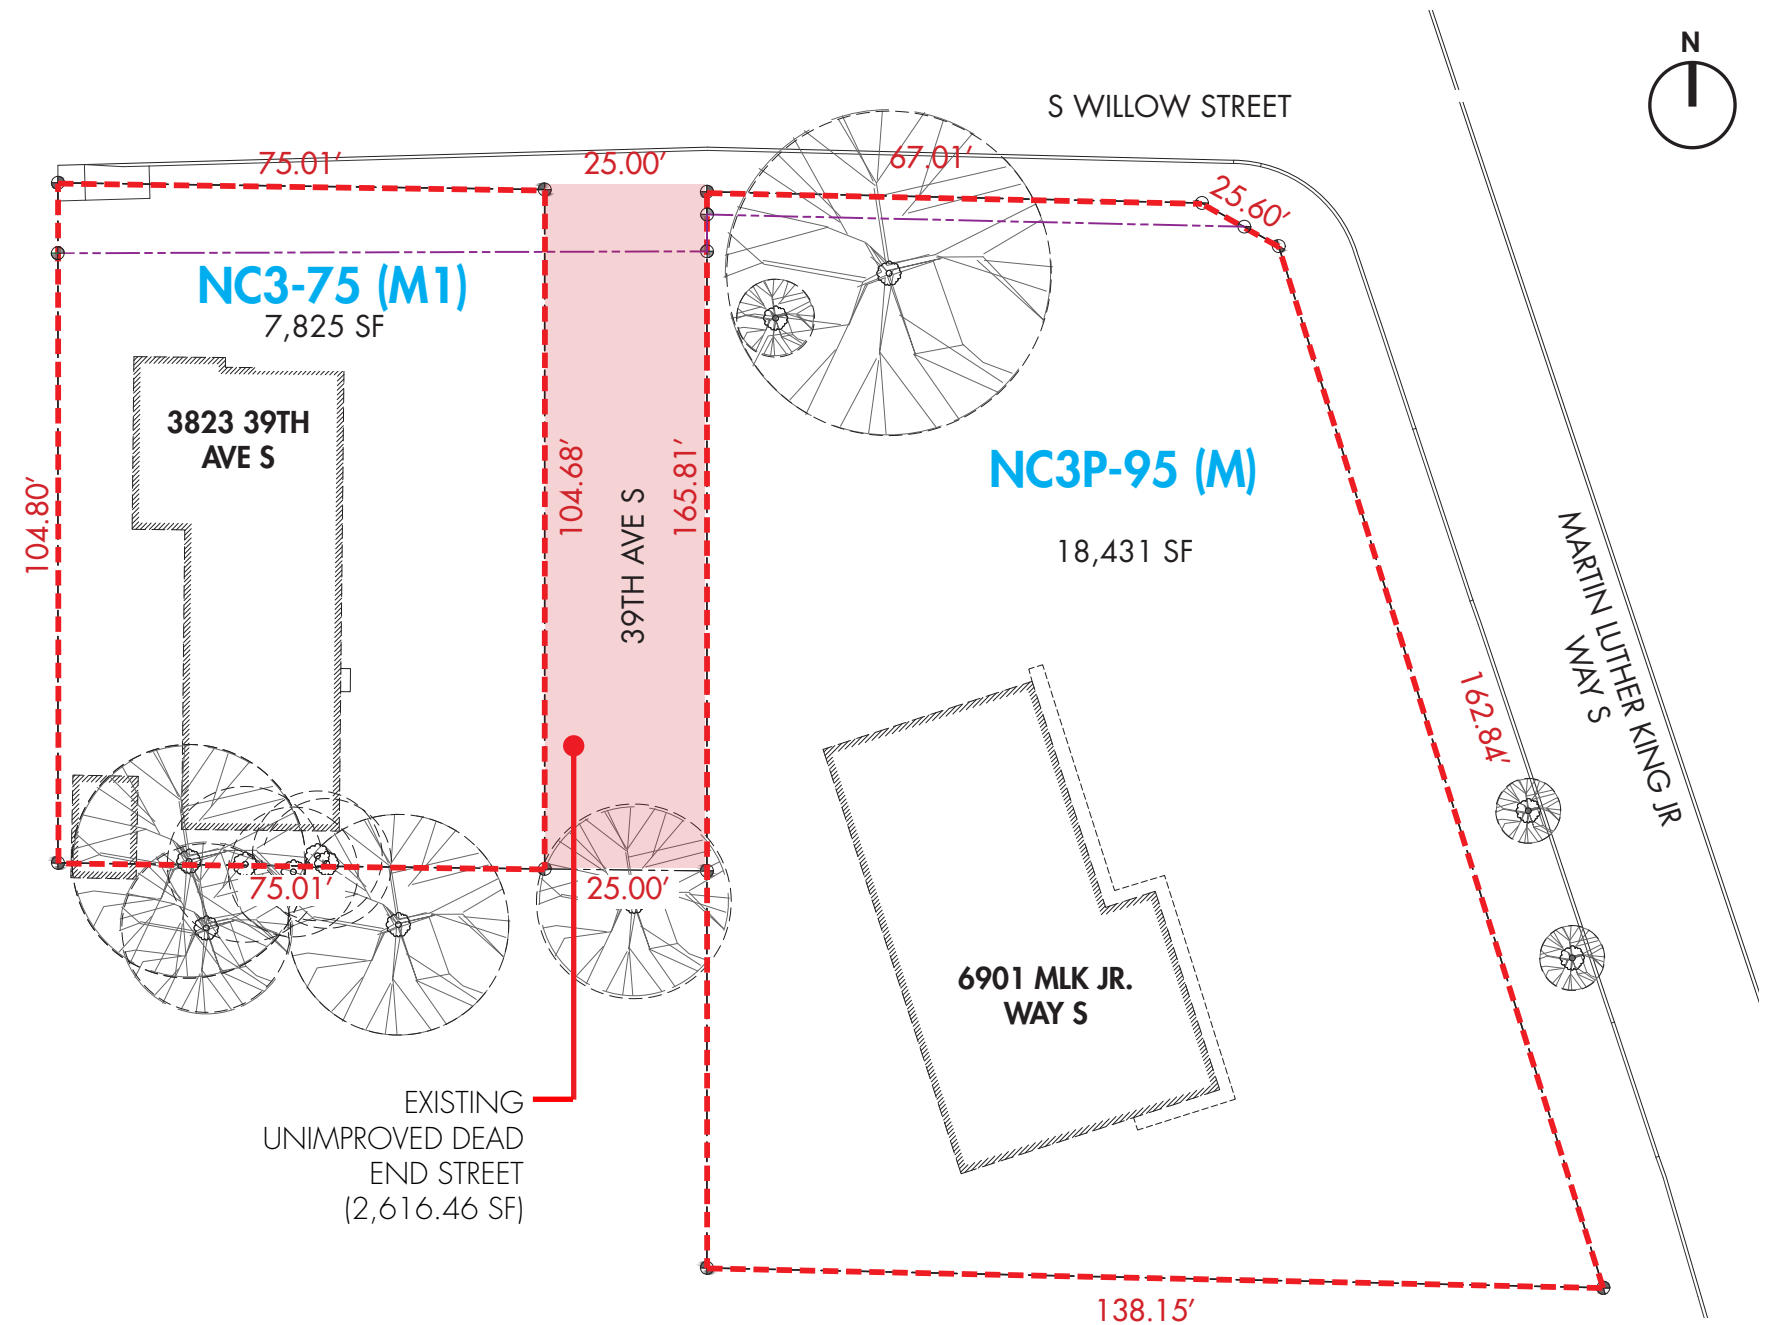 N
S WILLOW STREET
75.01’
25.00’
67.01’
25.60’
NC3-75 (M1)
7,825 SF
3823 39TH
AVE S
104.80’
104.68’
39TH AVE S
165.81’
NC3P-95 (M)
18,431 SF
MARTIN LUTHER KING JR
WAY S
162.84’
75.01’
25.00’
6901 MLK JR.
WAY S
EXISTING
UNIMPROVED DEAD
END STREET
(2,616.46 SF)
138.15’